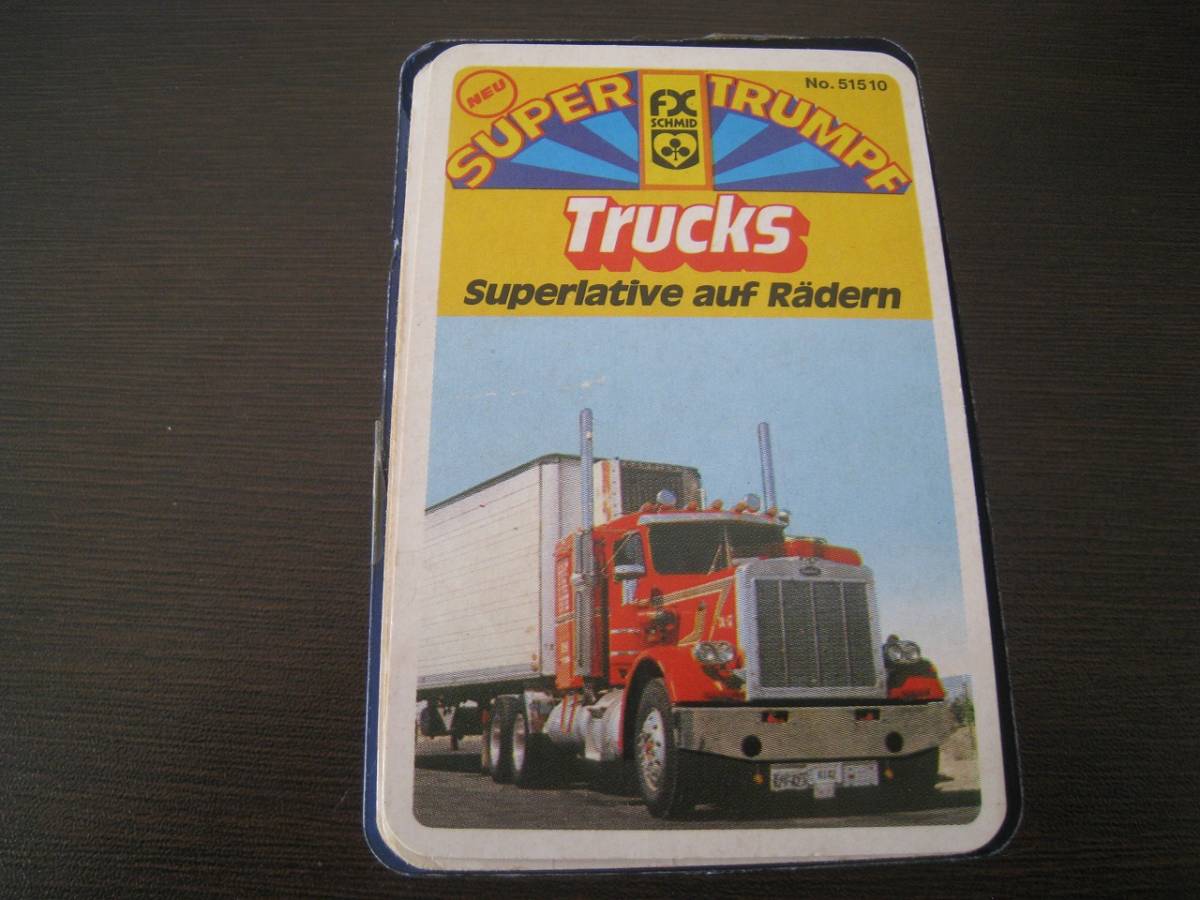 NEU
SUPER TRUMPF
FX
SCHMID
No. 51510
Trucks
Superlative auf Rädern